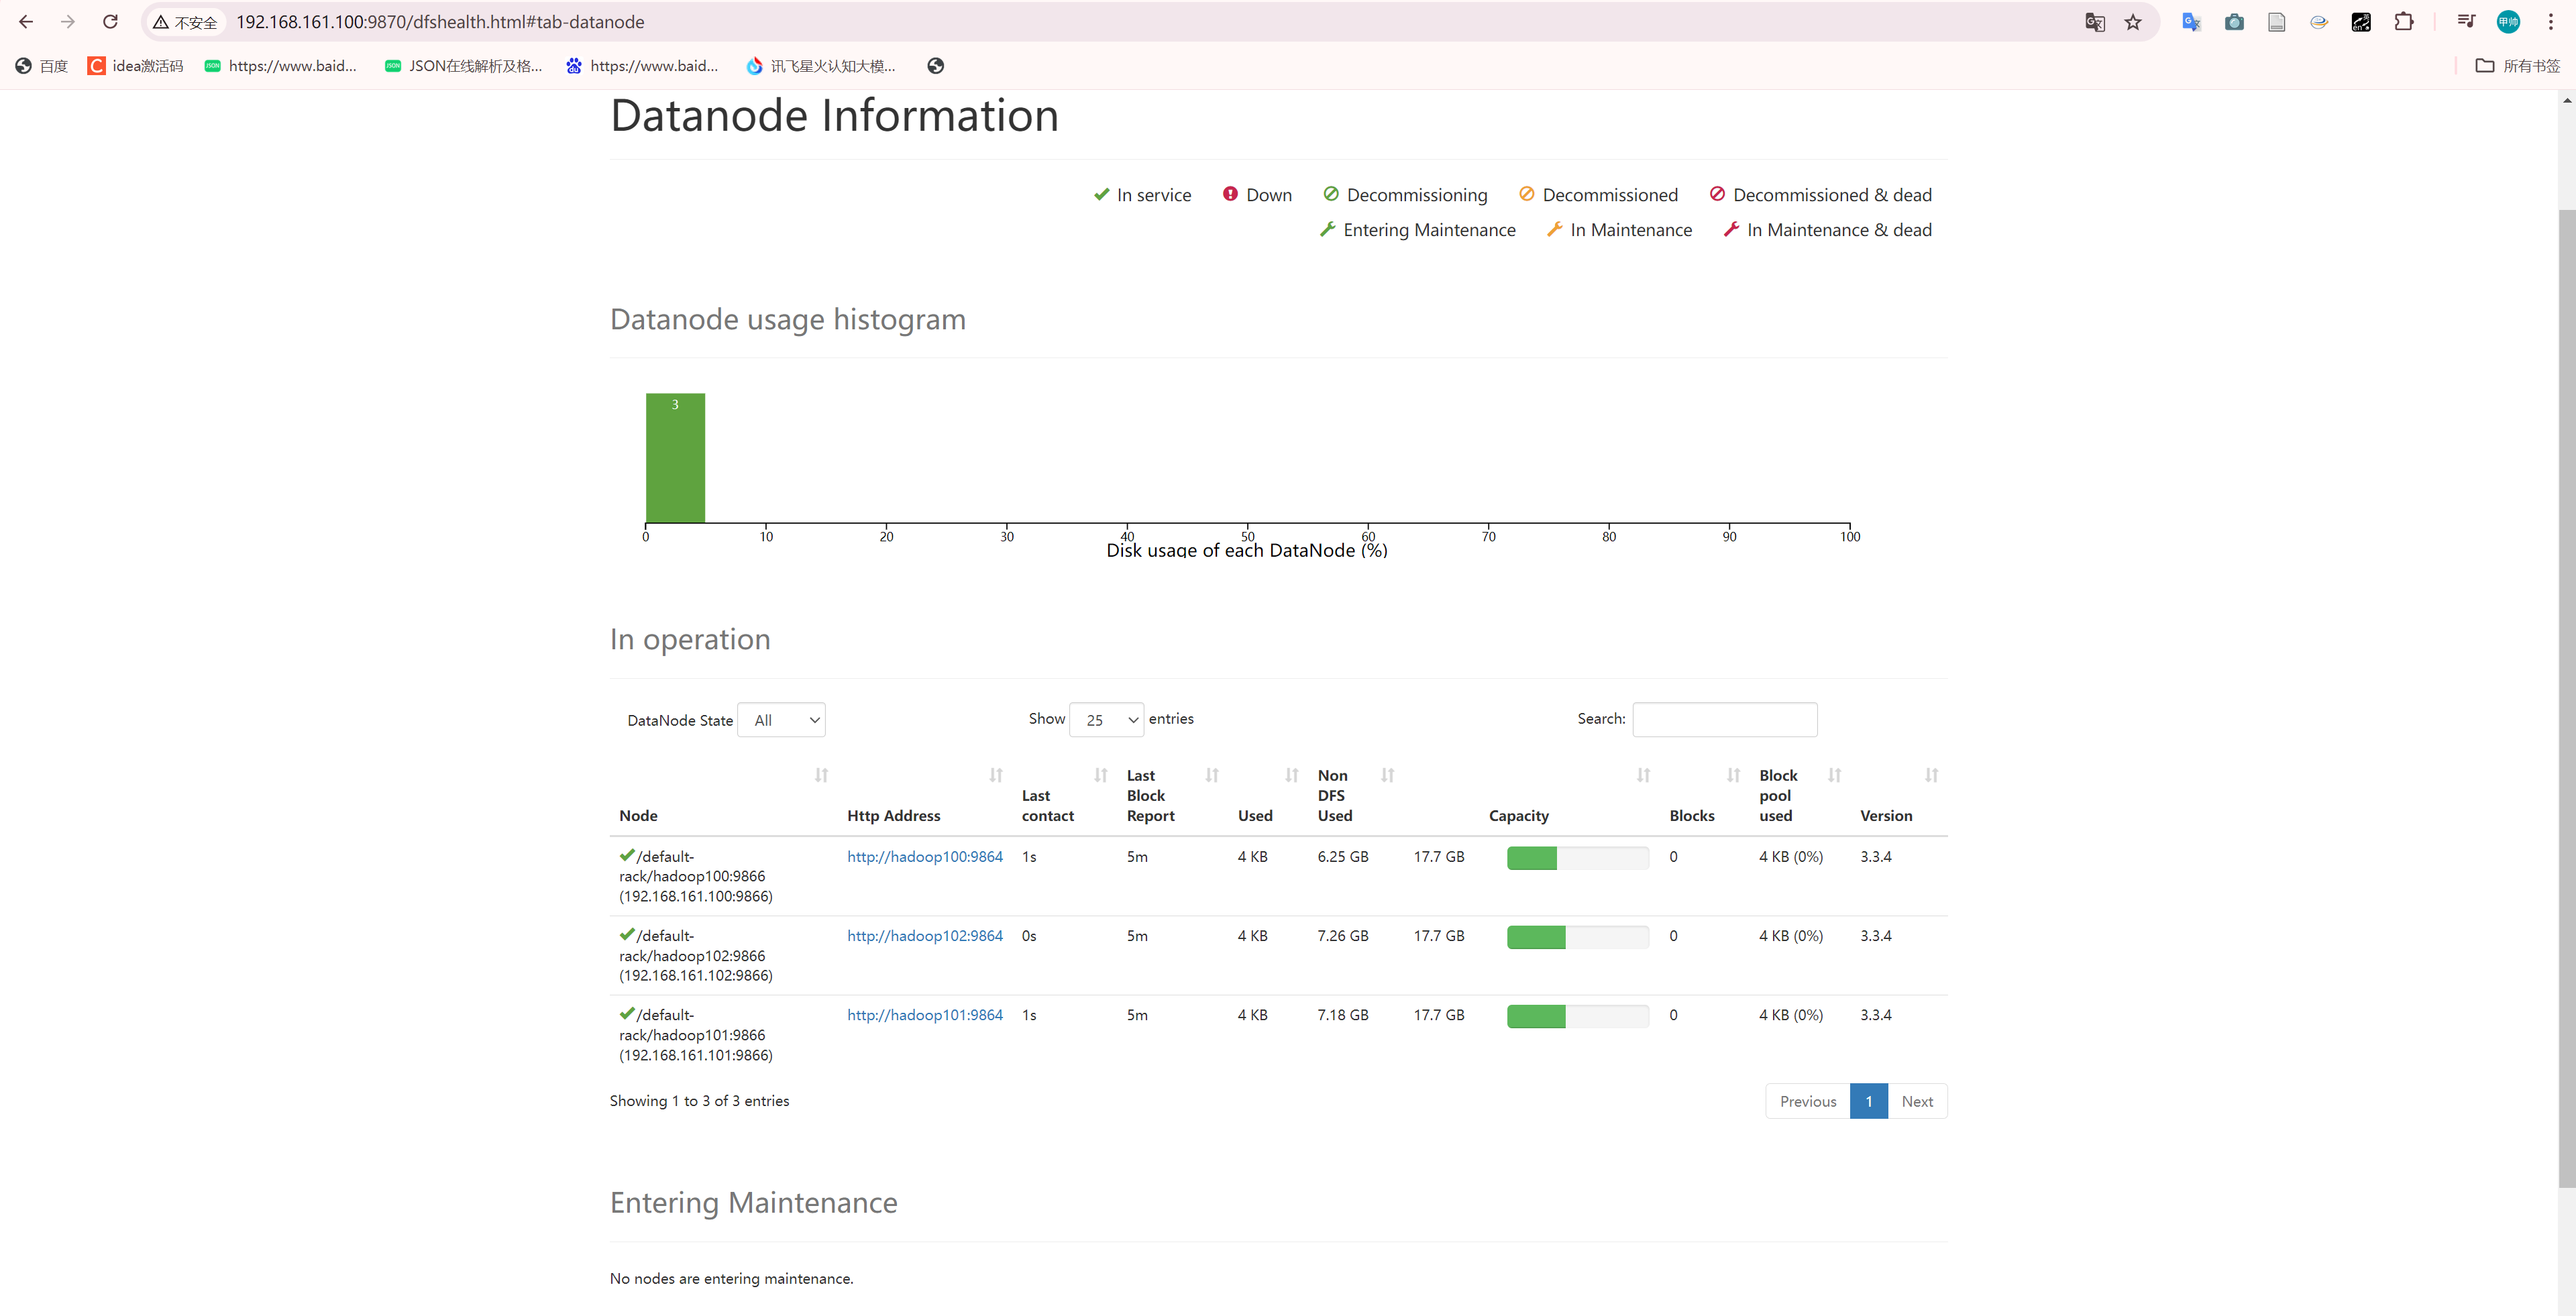 不安全 192.168.161.100:9870/dfshealth.html#tab-datanode 甲帅
百度 idea激活码 https://www.baid... JSON在线解析及格... https://www.baid... 讯飞星火认知大模... 所有书签
Datanode Information
In service Down Decommissioning Decommissioned Decommissioned & dead
Entering Maintenance In Maintenance In Maintenance & dead
Datanode usage histogram
3
0 10 20 30 40 50 60 70 80 90 100
Disk usage of each DataNode (%)
In operation
DataNode State All Show 25 entries Search:
Node Http Address Last contact Last Block Report Used Non DFS Used Capacity Blocks Block pool used Version
/default-rack/hadoop100:9866 (192.168.161.100:9866) http://hadoop100:9864 1s 5m 4 KB 6.25 GB 17.7 GB 0 4 KB (0%) 3.3.4
/default-rack/hadoop102:9866 (192.168.161.102:9866) http://hadoop102:9864 0s 5m 4 KB 7.26 GB 17.7 GB 0 4 KB (0%) 3.3.4
/default-rack/hadoop101:9866 (192.168.161.101:9866) http://hadoop101:9864 1s 5m 4 KB 7.18 GB 17.7 GB 0 4 KB (0%) 3.3.4
Showing 1 to 3 of 3 entries Previous 1 Next
Entering Maintenance
No nodes are entering maintenance.